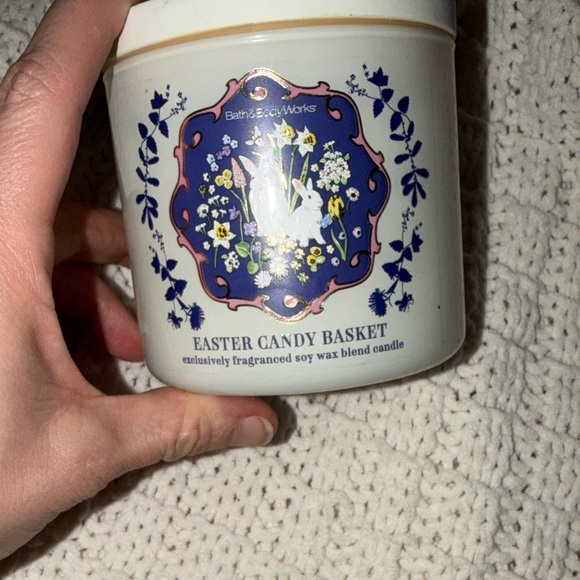 Bath&BodyWorks
EASTER CANDY BASKET
exclusively fragranced soy wax blend candle